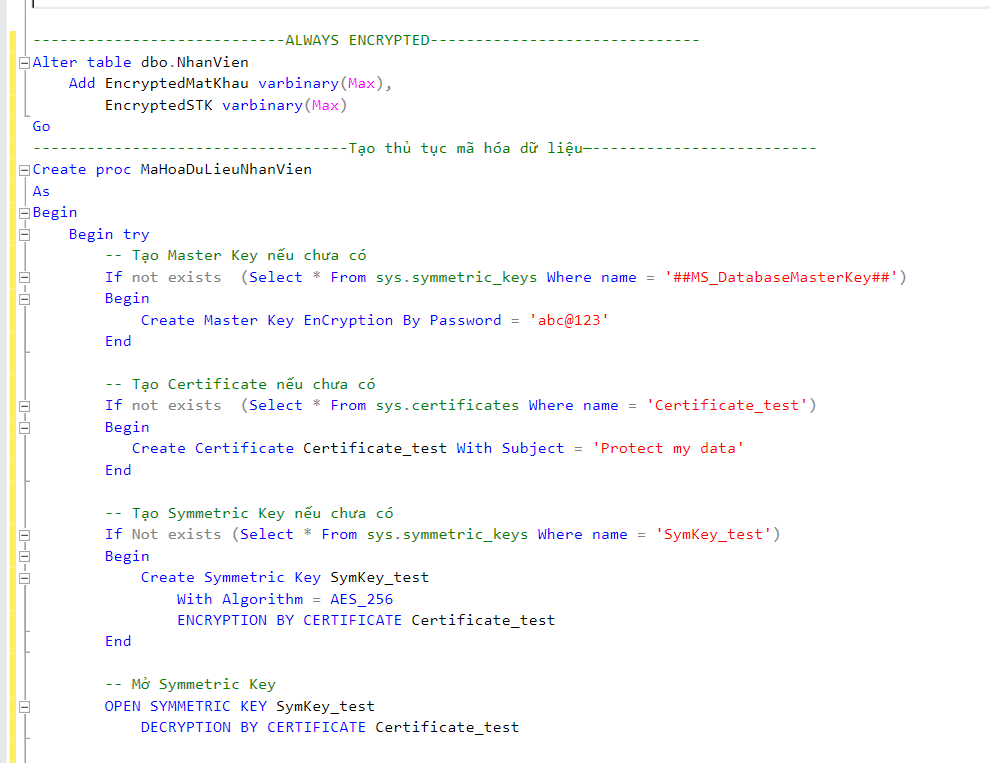 ----------------------------ALWAYS ENCRYPTED------------------------------
Alter table dbo.NhanVien
    Add EncryptedMatKhau varbinary(Max),
        EncryptedSTK varbinary(Max)
Go
-----------------------------------Tạo thủ tục mã hóa dữ liệu—-------------------------
Create proc MaHoaDuLieuNhanVien
As
Begin
    Begin try
        -- Tạo Master Key nếu chưa có
        If not exists  (Select * From sys.symmetric_keys Where name = '##MS_DatabaseMasterKey##')
        Begin
            Create Master Key EnCryption By Password = 'abc@123'
        End
        -- Tạo Certificate nếu chưa có
        If not exists  (Select * From sys.certificates Where name = 'Certificate_test')
        Begin
           Create Certificate Certificate_test With Subject = 'Protect my data'
        End
        -- Tạo Symmetric Key nếu chưa có
        If Not exists (Select * From sys.symmetric_keys Where name = 'SymKey_test')
        Begin
            Create Symmetric Key SymKey_test
                With Algorithm = AES_256
                ENCRYPTION BY CERTIFICATE Certificate_test
        End
        -- Mở Symmetric Key
        OPEN SYMMETRIC KEY SymKey_test
            DECRYPTION BY CERTIFICATE Certificate_test